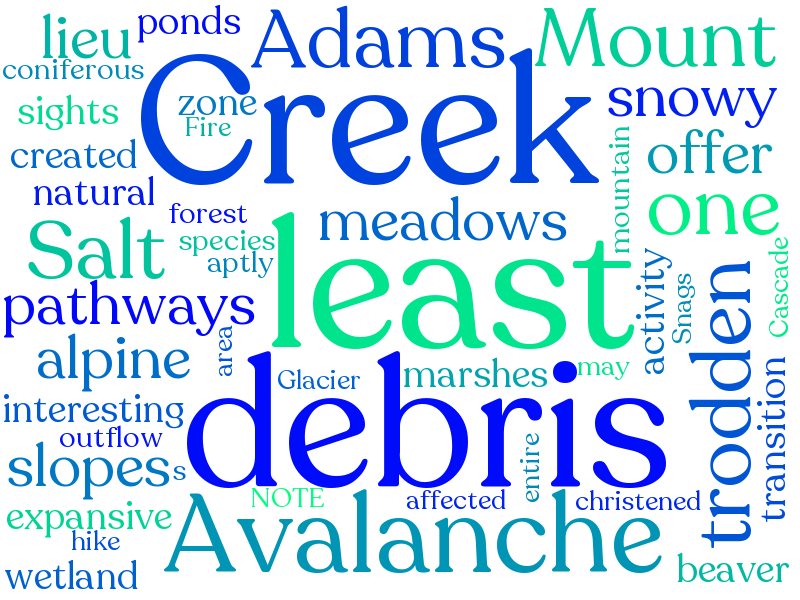 ponds
lieu
Adams
Mount
coniferous
Creek
zone
snowy
sights
Fire
created
offer
mountain
natural
one
forest
meadows
species
Salt
aptly
least
Cascade
activity
Snags
pathways
trodden
area
alpine
Glacier
marshes
may
debris
interesting
transition
outflow
entire
slopes
s
NOTE
affected
christened
expansive
Avalanche
hike
wetland
beaver